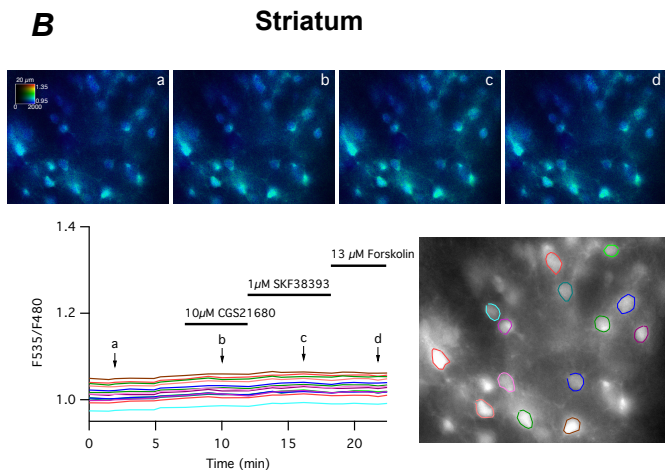 B
Striatum
a
b
c
d
20 µm
1.35
0.95
0 2000
1.4
1.2
1.0
F535/F480
13 µM Forskolin
1µM SKF38393
10µM CGS21680
a
b
c
d
0
5
10
15
20
Time (min)